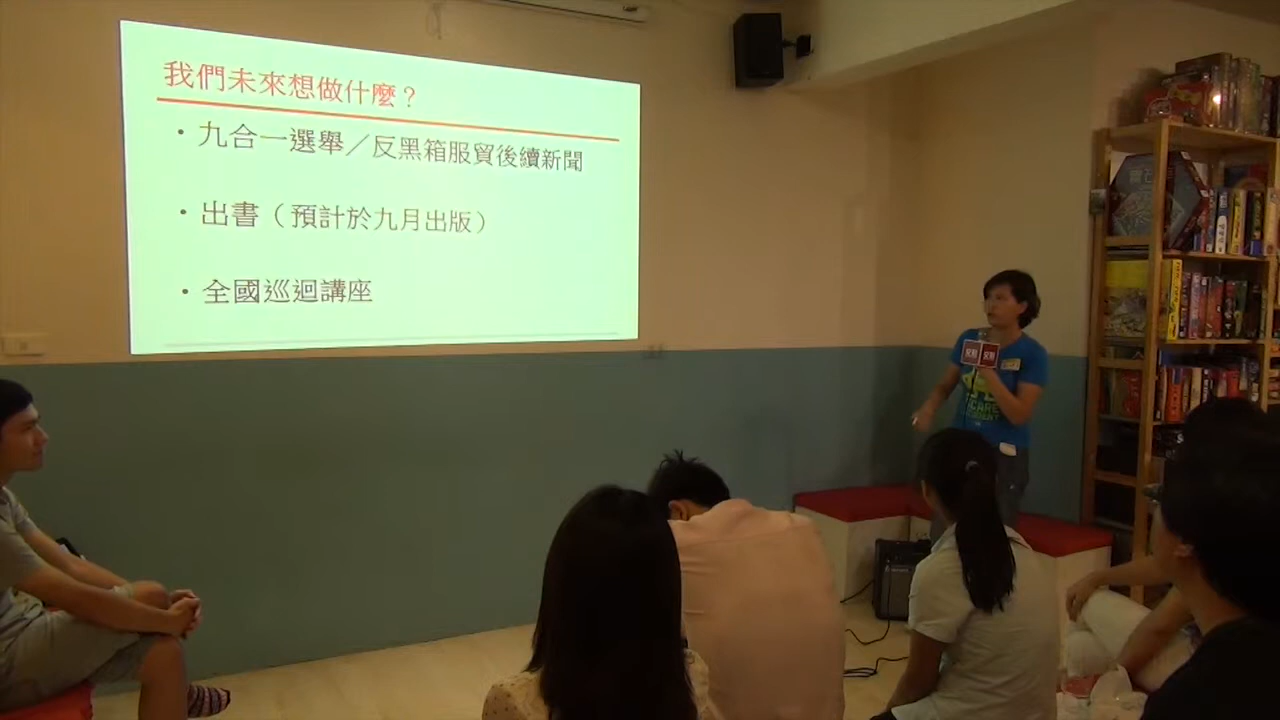 我們未來想做什麼？
・九合一選舉／反黑箱服貿後續新聞
・出書（預計於九月出版）
・全國巡迴講座
CARE